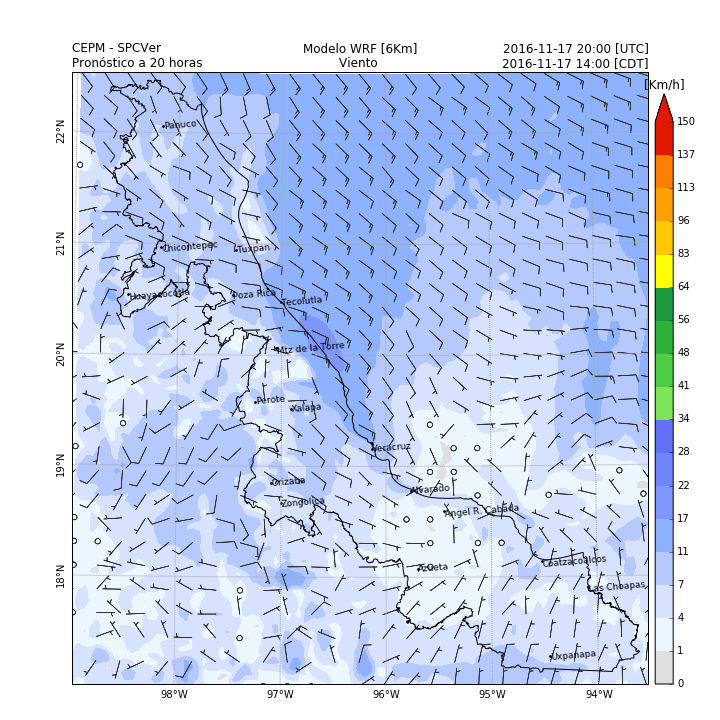 CEPM - SPCVer Modelo WRF [6Km] 2016-11-17 20:00 [UTC]
Pronóstico a 20 horas Viento 2016-11-17 14:00 [CDT]
[Km/h]
150
137
113
96
83
64
56
48
41
34
28
22
17
11
7
4
1
0
22°N
21°N
20°N
19°N
18°N
Panuco
Chicontepec
Tuxpan
Huayacocotla
Poza Rica
Tecolutla
Mtz de la Torre
Perote
Xalapa
Veracruz
Orizaba
Alvarado
Zongolica
Angel R. Cabada
Azueta
Coatzacoalcos
Las Choapas
Uxpanapa
98°W 97°W 96°W 95°W 94°W